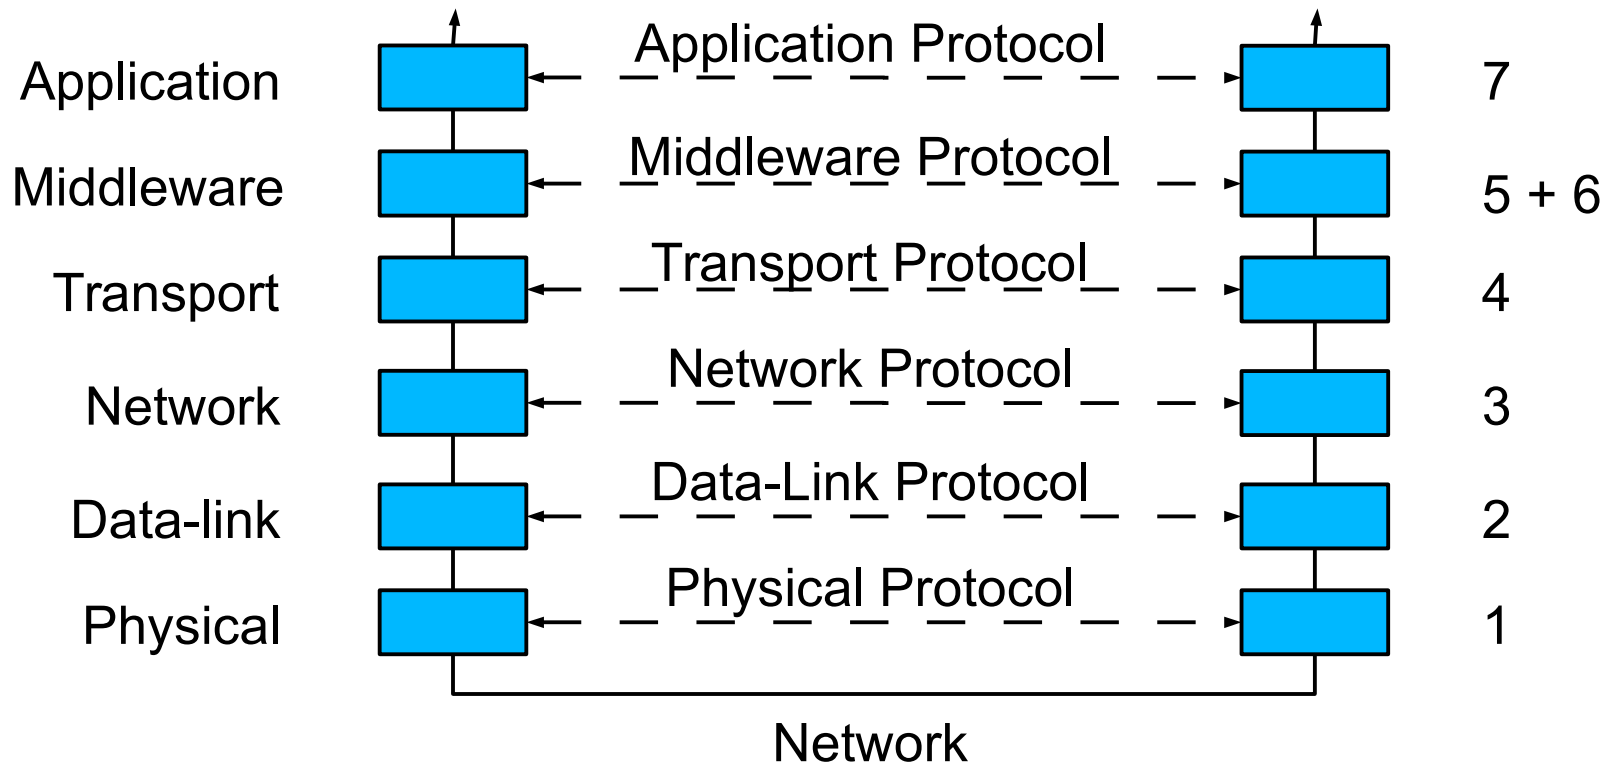 Application Application Protocol 7
Middleware Middleware Protocol 5 + 6
Transport Transport Protocol 4
Network Network Protocol 3
Data-link Data-Link Protocol 2
Physical Physical Protocol 1
Network